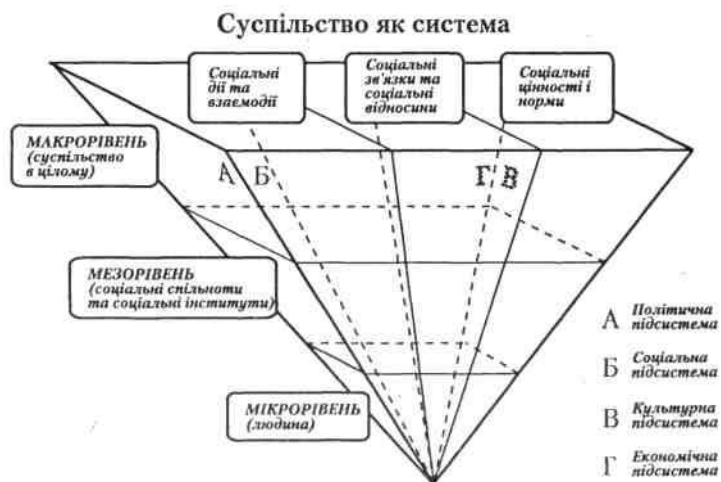 Суспільство як система
Соціальні
дії та
взаємодії
Соціальні
зв'язки та
соціальні
відносини
Соціальні
цінності і
норми
МАКРОРІВЕНЬ
(суспільство
в цілому)
А Б Г В
МЕЗОРІВЕНЬ
(соціальні спільноти
та соціальні інститути)
МІКРОРІВЕНЬ
(людина)
А Політична
підсистема
Б Соціальна
підсистема
В Культурна
підсистема
Г Економічна
підсистема